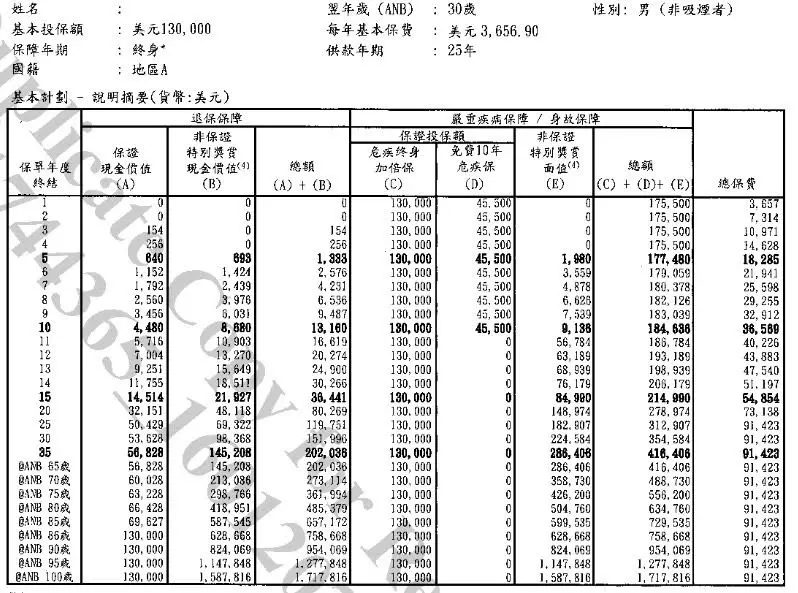 姓名 : 翌年歲 (ANB) : 30歲 性別: 男 (非吸煙者)
基本投保額 : 美元130,000 每年基本保費 : 美元 3,656.90
保障年期 : 終身* 供款年期 : 25年
國籍 : 地區A
基本計劃 - 說明摘要(貨幣:美元)
退保保障 嚴重疾病保障 / 身故保障
保證投保額
保單年度終結 保證現金價值 (A) 非保證特別獎賞現金價值(4) (B) 總額 (A) + (B) 危疾終身加倍保 (C) 免費10年危疾保 (D) 非保證特別獎賞面值(4) (E) 總額 (C) + (D)+ (E) 總保費
1 0 0 0 130,000 45,500 0 175,500 3,657
2 0 0 0 130,000 45,500 0 175,500 7,314
3 154 0 154 130,000 45,500 0 175,500 10,971
4 256 0 256 130,000 45,500 0 175,500 14,628
5 640 693 1,333 130,000 45,500 1,980 177,480 18,285
6 1,152 1,424 2,576 130,000 45,500 3,559 179,059 21,941
7 1,792 2,439 4,231 130,000 45,500 4,878 180,378 25,598
8 2,560 3,976 6,536 130,000 45,500 6,626 182,126 29,255
9 3,456 6,031 9,487 130,000 45,500 7,539 183,039 32,912
10 4,480 8,680 13,160 130,000 45,500 9,136 184,636 36,569
11 5,716 10,903 16,619 130,000 0 56,784 186,784 40,226
12 7,004 13,270 20,274 130,000 0 63,189 193,189 43,883
13 9,251 15,649 24,900 130,000 0 68,939 198,939 47,540
14 11,755 18,511 30,266 130,000 0 76,179 206,179 51,197
15 14,514 21,927 36,441 130,000 0 84,990 214,990 54,854
20 32,151 48,118 80,269 130,000 0 148,974 278,974 73,138
25 50,429 69,322 119,751 130,000 0 182,907 312,907 91,423
30 53,628 98,368 151,996 130,000 0 224,584 354,584 91,423
35 56,828 145,208 202,036 130,000 0 286,406 416,406 91,423
@ANB 65歲 56,828 145,208 202,036 130,000 0 286,406 416,406 91,423
@ANB 70歲 60,028 213,086 273,114 130,000 0 358,730 488,730 91,423
@ANB 75歲 63,228 298,766 361,994 130,000 0 426,200 556,200 91,423
@ANB 80歲 66,428 418,951 485,379 130,000 0 504,760 634,760 91,423
@ANB 85歲 69,627 587,545 657,172 130,000 0 599,535 729,535 91,423
@ANB 86歲 130,000 628,668 758,668 130,000 0 628,668 758,668 91,423
@ANB 90歲 130,000 824,069 954,069 130,000 0 824,069 954,069 91,423
@ANB 95歲 130,000 1,147,848 1,277,848 130,000 0 1,147,848 1,277,848 91,423
@ANB 100歲 130,000 1,587,816 1,717,816 130,000 0 1,587,816 1,717,816 91,423